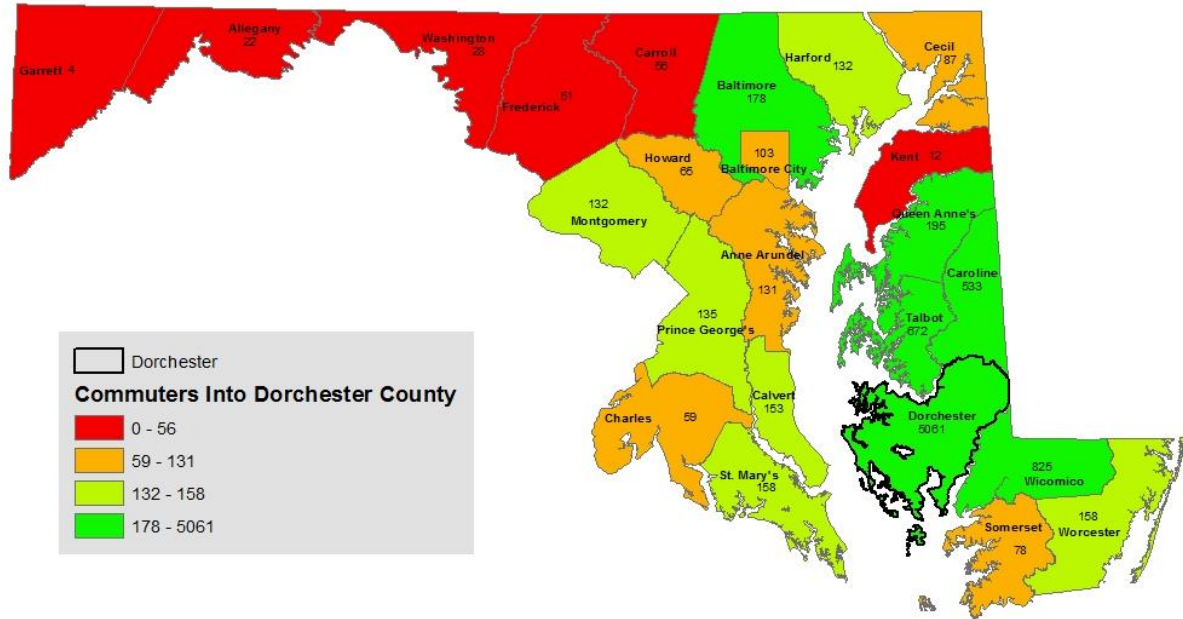 Allegany
22
Garrett 4
Washington
28
Frederick
51
Carroll
56
Baltimore
178
Harford
132
Cecil
87
Howard
65
103
Baltimore City
Kent 12
132
Montgomery
Queen Anne's
195
Anne Arundel
131
Caroline
533
Talbot
672
135
Prince George's
Calvert
153
Charles 59
St. Mary's
158
Dorchester
5061
825
Wicomico
Somerset
78
158
Worcester
Dorchester
Commuters Into Dorchester County
0 - 56
59 - 131
132 - 158
178 - 5061